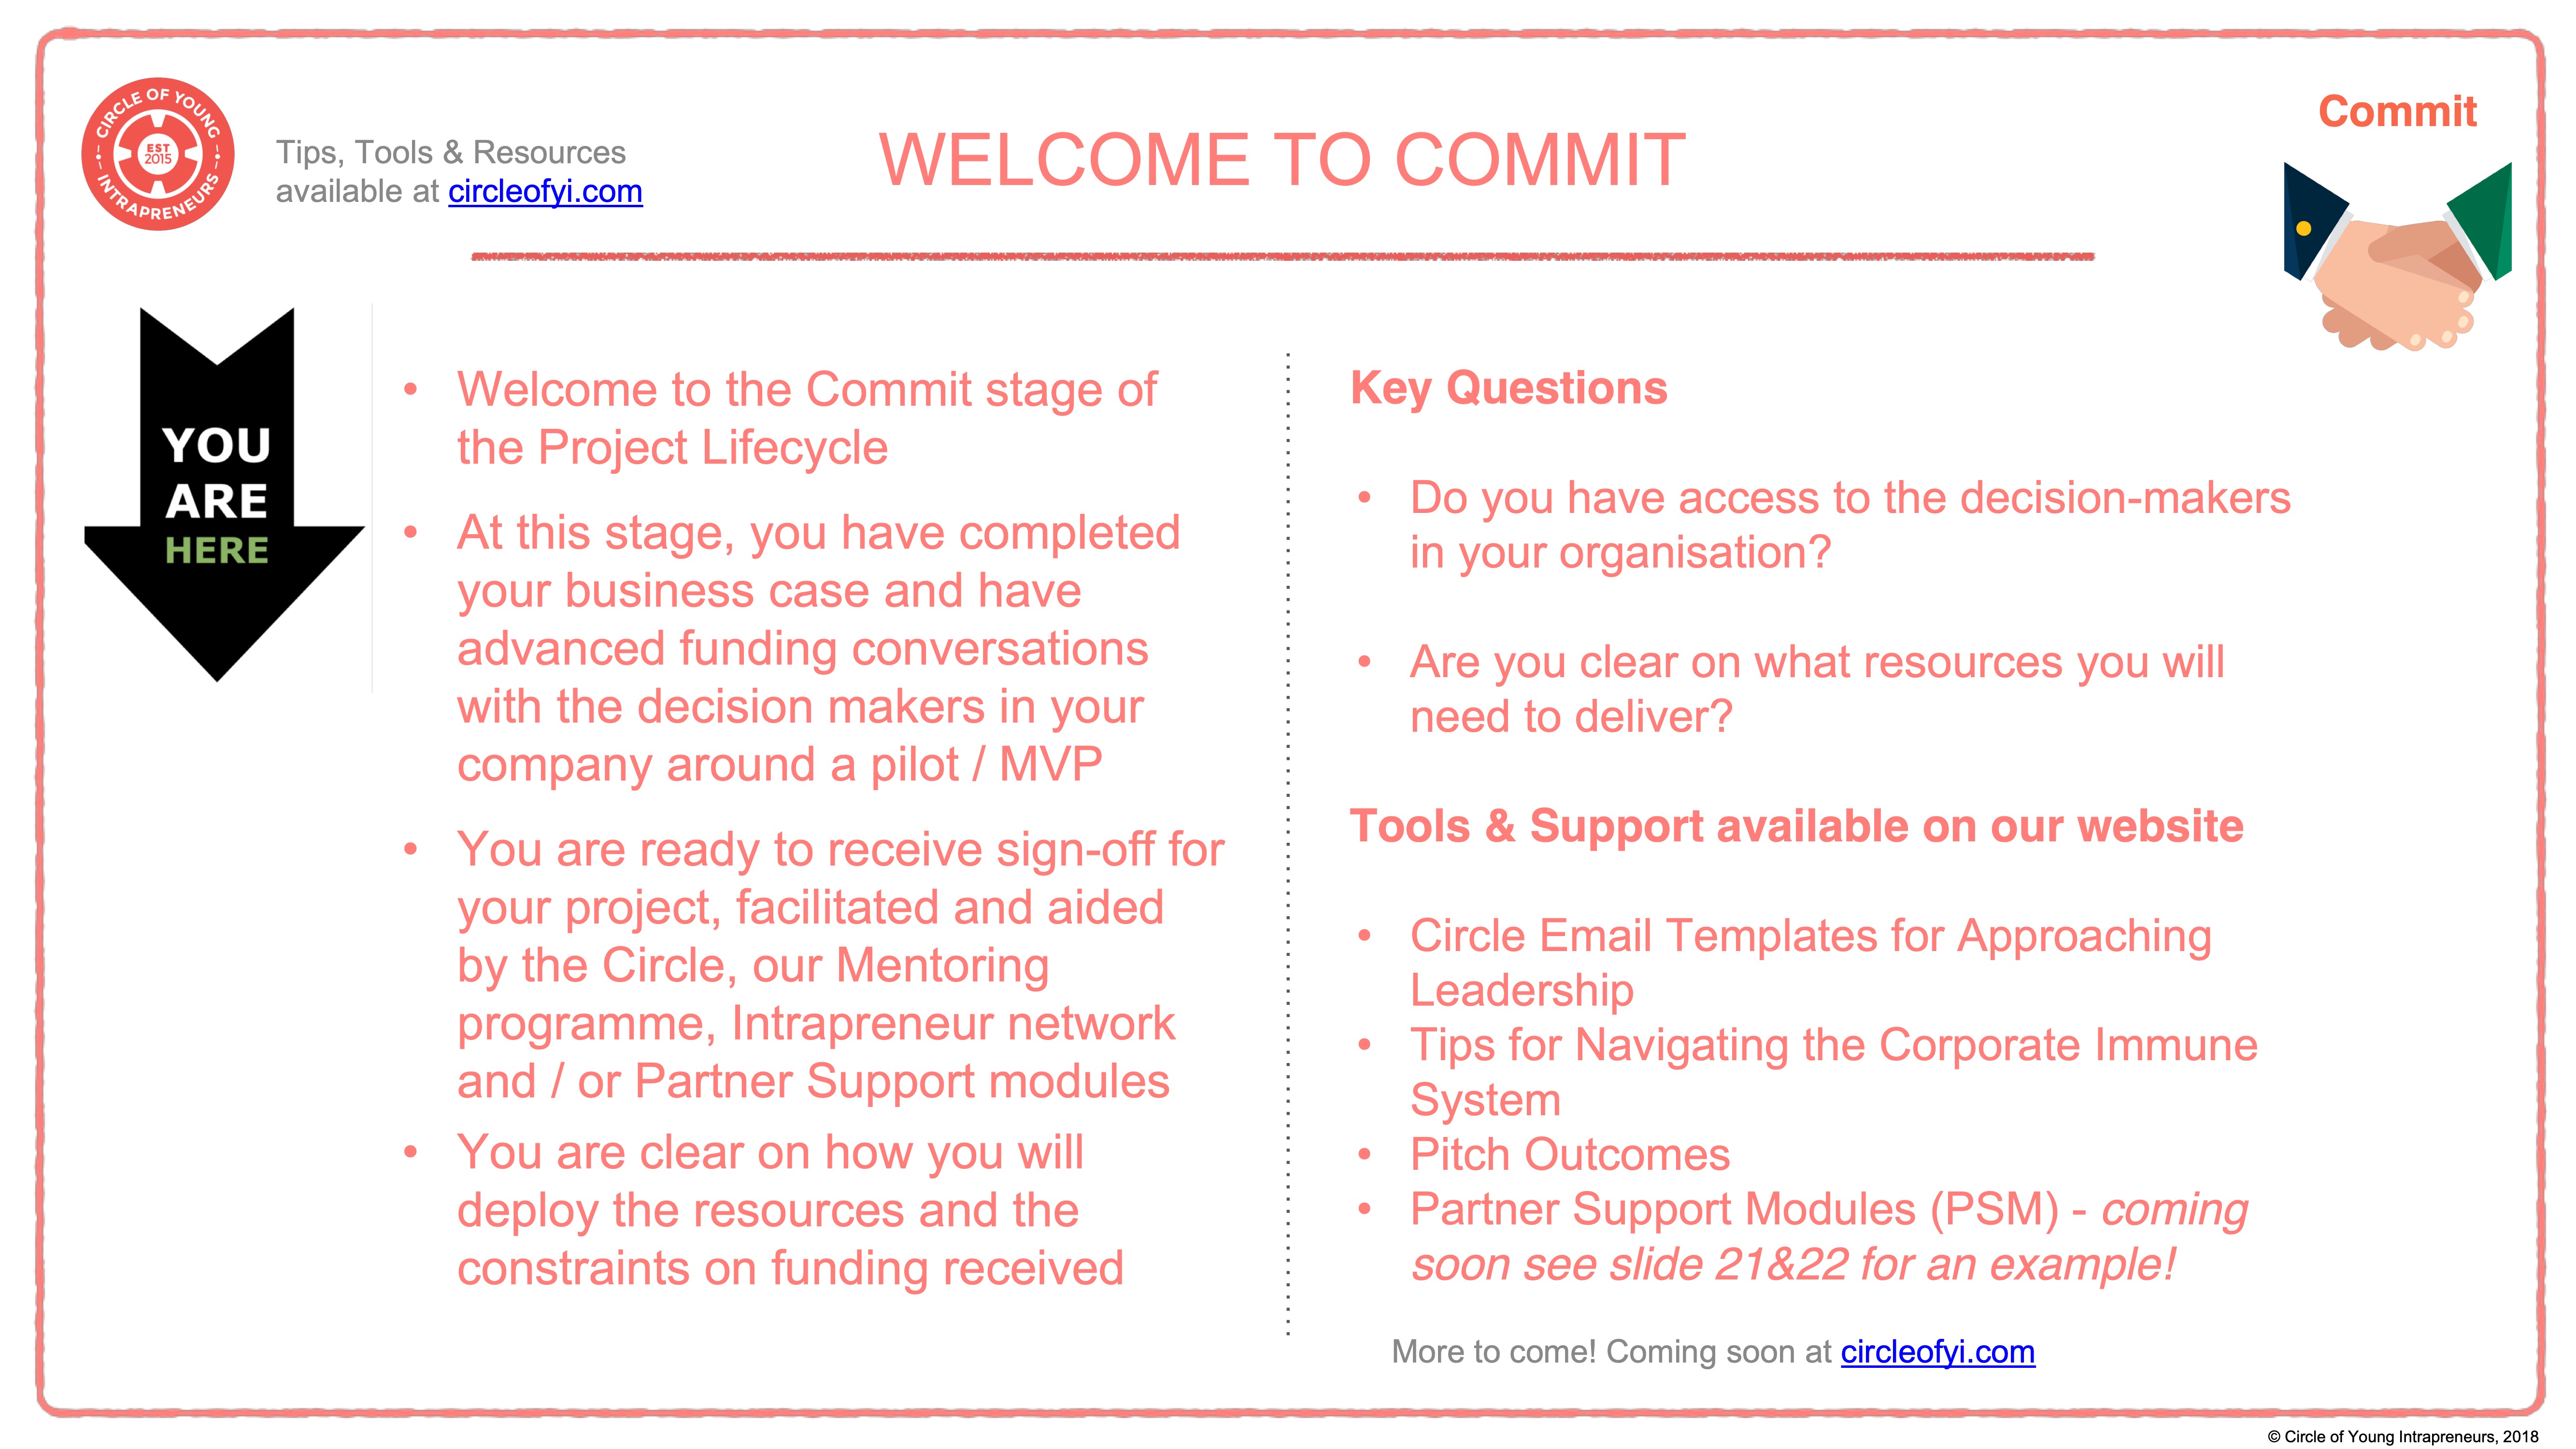 CIRCLE OF YOUNG
EST
2015
INTRAPRENEURS
Tips, Tools & Resources
available at circleofyi.com
WELCOME TO COMMIT
Commit
YOU
ARE
HERE
• Welcome to the Commit stage of
the Project Lifecycle
• At this stage, you have completed
your business case and have
advanced funding conversations
with the decision makers in your
company around a pilot / MVP
• You are ready to receive sign-off for
your project, facilitated and aided
by the Circle, our Mentoring
programme, Intrapreneur network
and / or Partner Support modules
• You are clear on how you will
deploy the resources and the
constraints on funding received
Key Questions
• Do you have access to the decision-makers
in your organisation?
• Are you clear on what resources you will
need to deliver?
Tools & Support available on our website
• Circle Email Templates for Approaching
Leadership
• Tips for Navigating the Corporate Immune
System
• Pitch Outcomes
• Partner Support Modules (PSM) - coming
soon see slide 21&22 for an example!
More to come! Coming soon at circleofyi.com
© Circle of Young Intrapreneurs, 2018